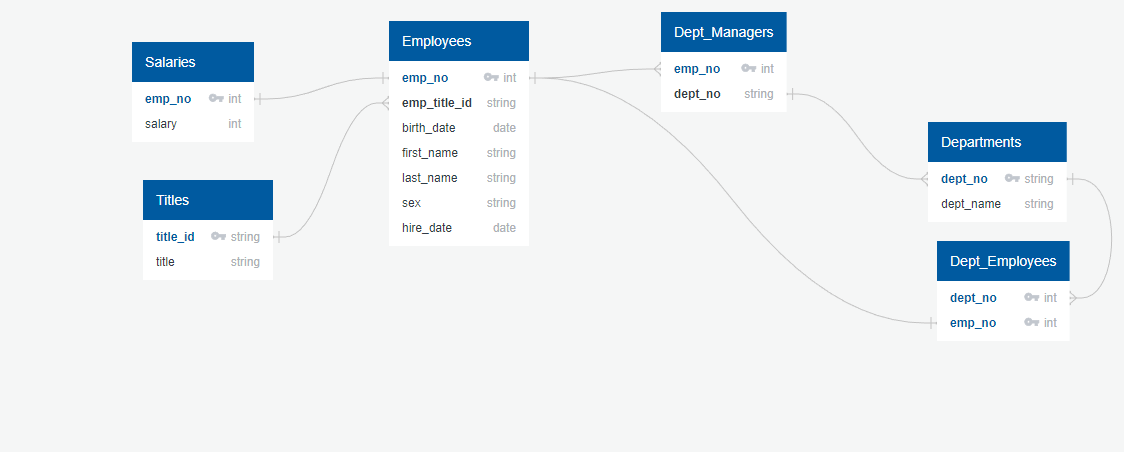 Salaries
emp_no int
salary int
Titles
title_id string
title string
Employees
emp_no int
emp_title_id string
birth_date date
first_name string
last_name string
sex string
hire_date date
Dept_Managers
emp_no int
dept_no string
Departments
dept_no string
dept_name string
Dept_Employees
dept_no int
emp_no int